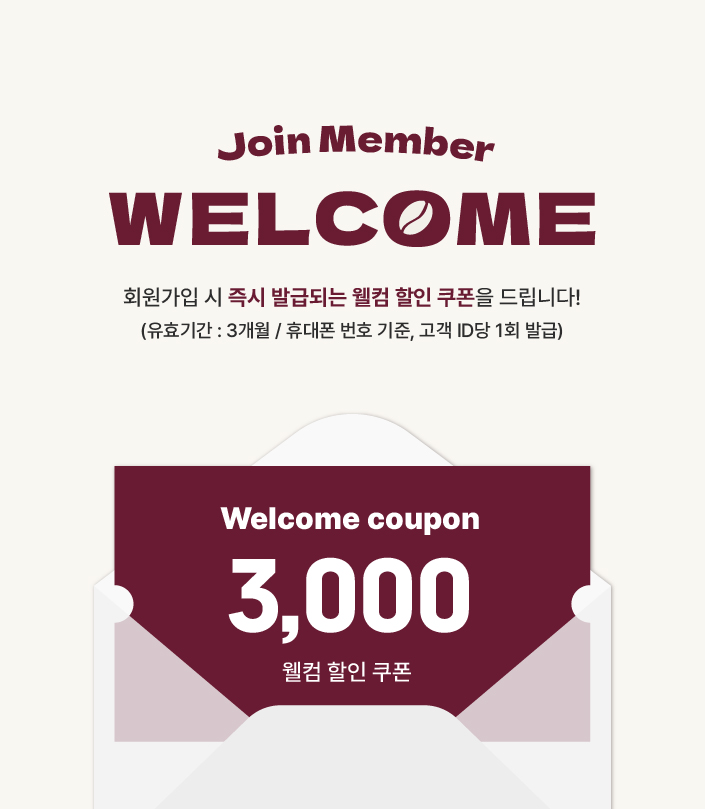 Join Member
WELCOME
회원가입 시 즉시 발급되는 웰컴 할인 쿠폰을 드립니다!
(유효기간 : 3개월 / 휴대폰 번호 기준, 고객 ID당 1회 발급)
Welcome coupon
3,000
웰컴 할인 쿠폰